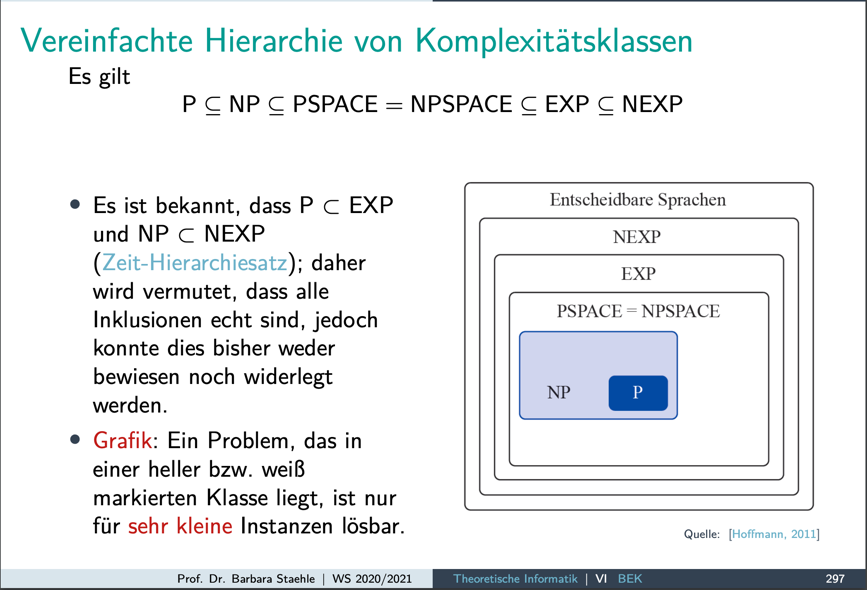 Vereinfachte Hierarchie von Komplexitätsklassen
Es gilt
P ⊆ NP ⊆ PSPACE = NPSPACE ⊆ EXP ⊆ NEXP
• Es ist bekannt, dass P ⊂ EXP
und NP ⊂ NEXP
(Zeit-Hierarchiesatz); daher
wird vermutet, dass alle
Inklusionen echt sind, jedoch
konnte dies bisher weder
bewiesen noch widerlegt
werden.
• Grafik: Ein Problem, das in
einer heller bzw. weiß
markierten Klasse liegt, ist nur
für sehr kleine Instanzen lösbar.
Entscheidbare Sprachen
NEXP
EXP
PSPACE = NPSPACE
NP
P
Quelle: [Hoffmann, 2011]
Prof. Dr. Barbara Staehle | WS 2020/2021
Theoretische Informatik | VI BEK
297